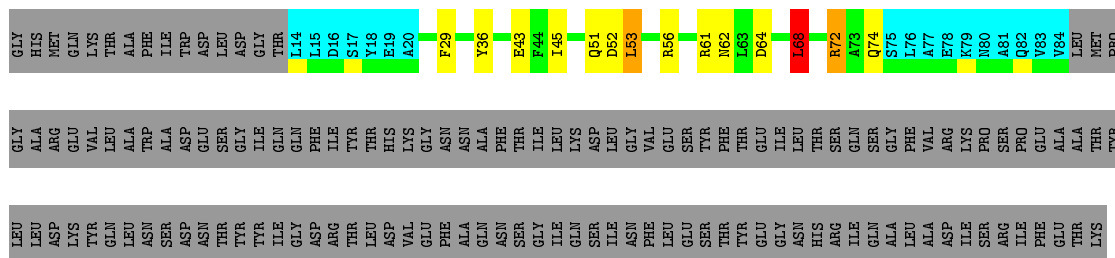 GLY HIS MET GLN LYS THR ALA PHE ILE TRP ASP LEU ASP GLY THR L14 L15 D16 S17 Y18 E19 A20 F29 Y36 E43 F44 I45 Q51 D52 L53 R56 R61 N62 L63 D64 L68 R72 A73 Q74 S75 L76 A77 E78 K79 N80 A81 Q82 V83 V84 LEU MET PRO
GLY ALA ARG GLU VAL LEU ALA TRP ALA ASP GLU SER GLY ILE GLN GLN PHE ILE TYR THR HIS LYS GLY ASN ASN ALA PHE THR ILE LEU LYS ASP LEU GLY VAL GLU SER TYR PHE THR GLU ILE LEU THR SER GLN SER GLY PHE VAL ARG LYS PRO SER PRO GLU ALA ALA THR TYR
LEU LEU ASP LYS TYR GLN LEU ASN SER ASP ASN THR TYR TYR ILE GLY ASP ARG THR LEU ASP VAL GLU PHE ALA GLN ASN SER GLY ILE GLN SER ILE ASN PHE LEU GLU SER THR TYR GLU GLY ASN HIS ARG ILE GLN ALA LEU ALA ASP ILE SER ARG ILE PHE GLU THR LYS